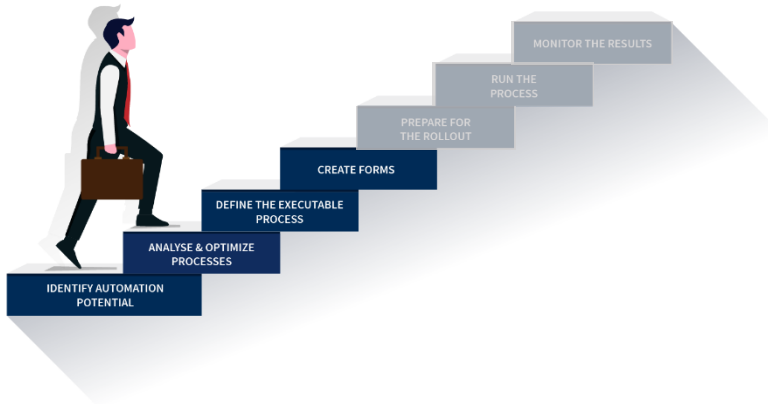 MONITOR THE RESULTS
RUN THE
PROCESS
PREPARE FOR
THE ROLLOUT
CREATE FORMS
DEFINE THE EXECUTABLE
PROCESS
ANALYSE & OPTIMIZE
PROCESSES
IDENTIFY AUTOMATION
POTENTIAL